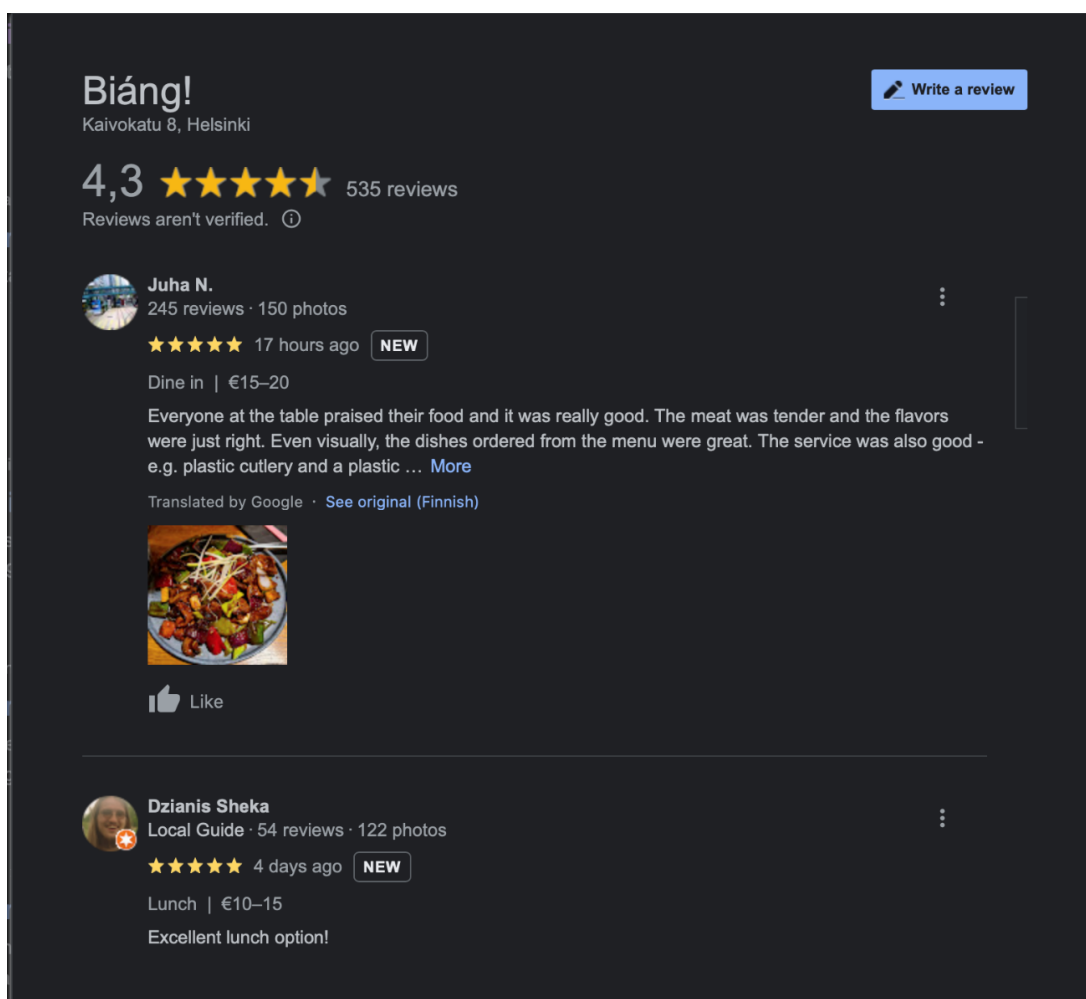 Biáng!
Write a review
Kaivokatu 8, Helsinki
4,3 535 reviews
Reviews aren't verified.
Juha N.
245 reviews · 150 photos
17 hours ago NEW
Dine in | €15–20
Everyone at the table praised their food and it was really good. The meat was tender and the flavors
were just right. Even visually, the dishes ordered from the menu were great. The service was also good -
e.g. plastic cutlery and a plastic … More
Translated by Google · See original (Finnish)
Like
Dzianis Sheka
Local Guide · 54 reviews · 122 photos
4 days ago NEW
Lunch | €10–15
Excellent lunch option!